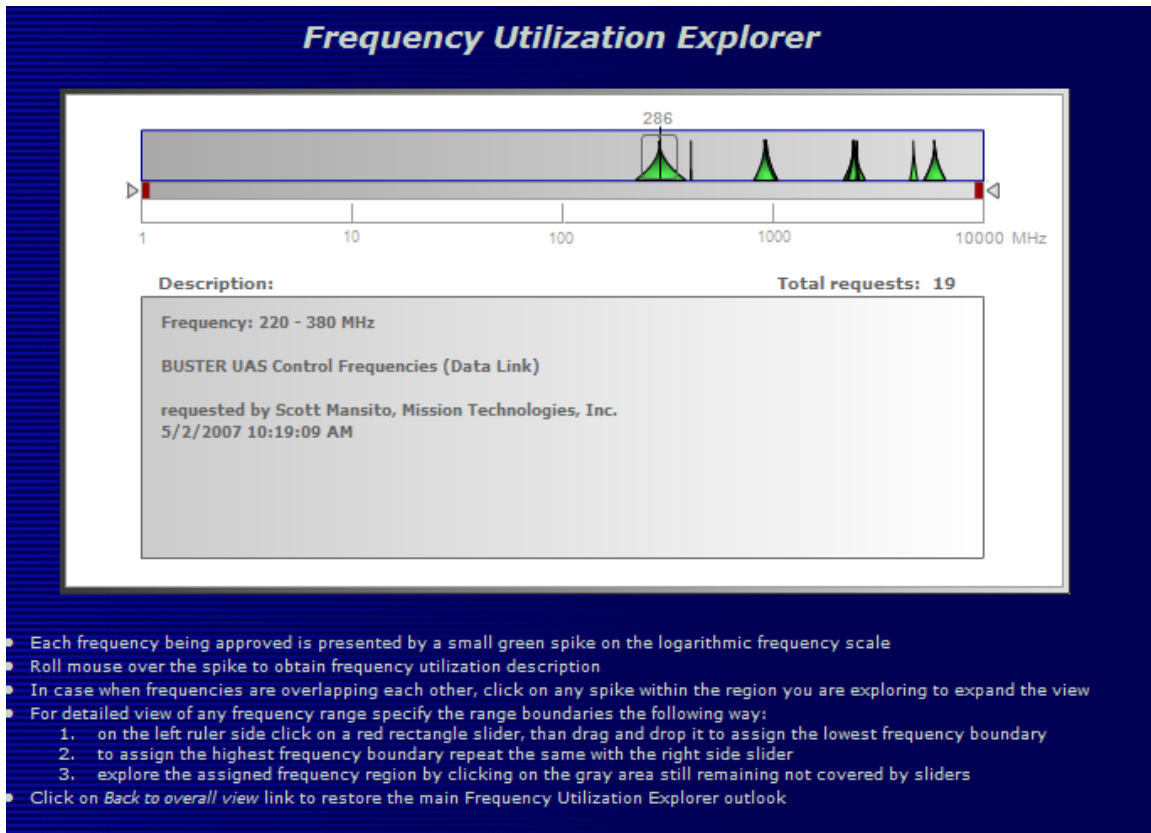 Frequency Utilization Explorer
286
1 10 100 1000 10000 MHz
Description: Total requests: 19
Frequency: 220 - 380 MHz
BUSTER UAS Control Frequencies (Data Link)
requested by Scott Mansito, Mission Technologies, Inc.
5/2/2007 10:19:09 AM
Each frequency being approved is presented by a small green spike on the logarithmic frequency scale
Roll mouse over the spike to obtain frequency utilization description
In case when frequencies are overlapping each other, click on any spike within the region you are exploring to expand the view
For detailed view of any frequency range specify the range boundaries the following way:
1. on the left ruler side click on a red rectangle slider, than drag and drop it to assign the lowest frequency boundary
2. to assign the highest frequency boundary repeat the same with the right side slider
3. explore the assigned frequency region by clicking on the gray area still remaining not covered by sliders
Click on Back to overall view link to restore the main Frequency Utilization Explorer outlook